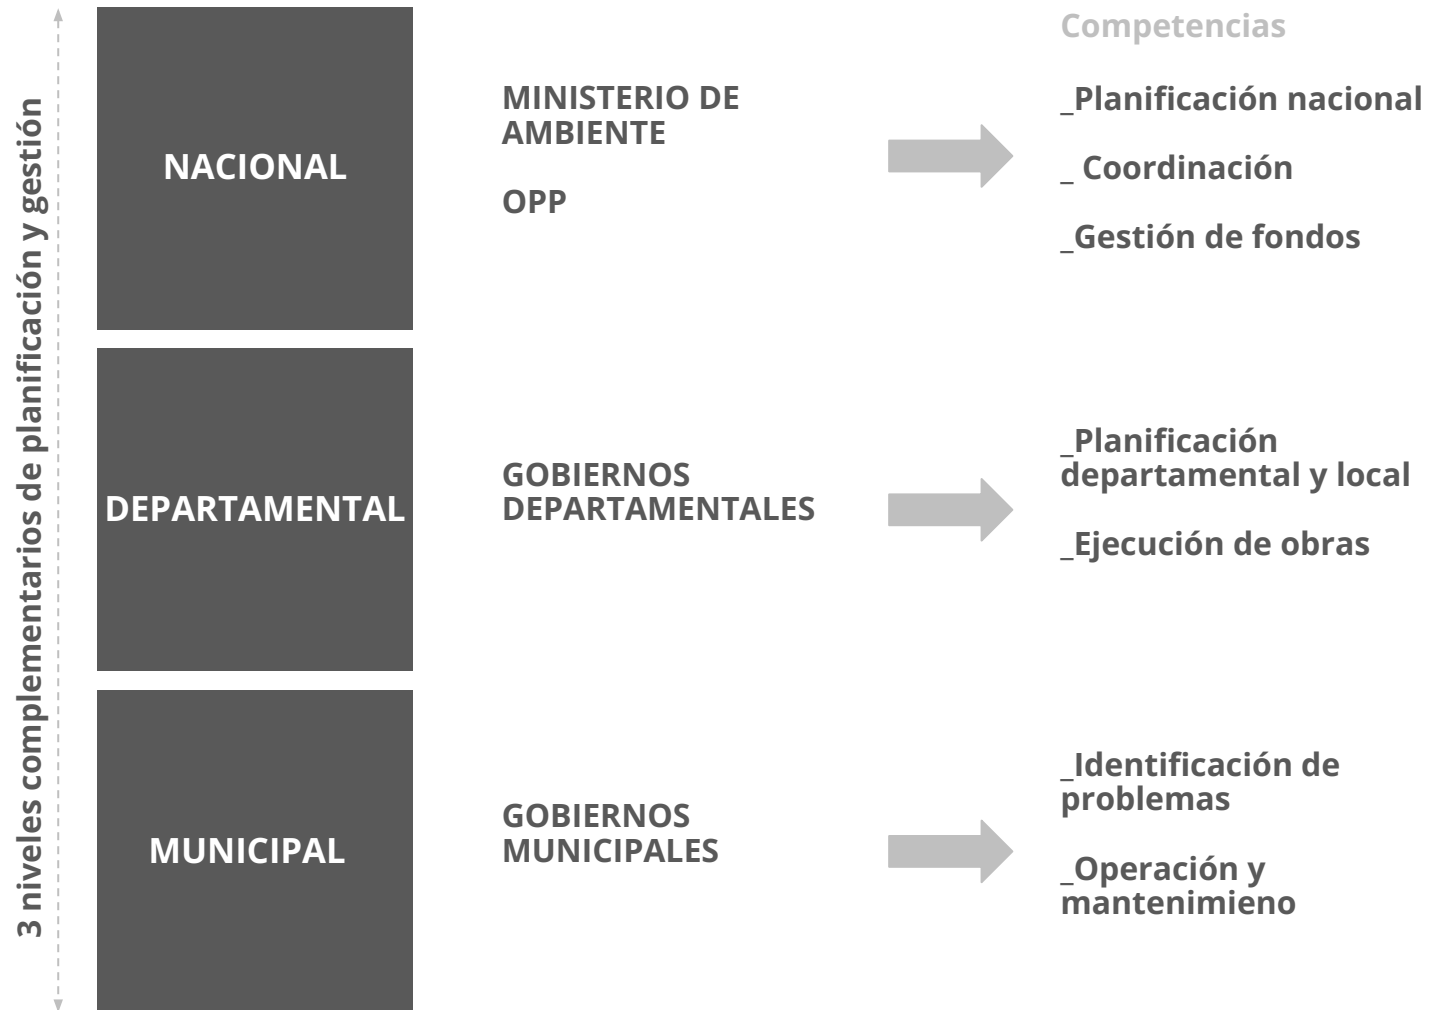 3 niveles complementarios de planificación y gestión
NACIONAL
MINISTERIO DE
AMBIENTE
OPP
Competencias
_Planificación nacional
_ Coordinación
_Gestión de fondos
DEPARTAMENTAL
GOBIERNOS
DEPARTAMENTALES
_Planificación
departamental y local
_Ejecución de obras
MUNICIPAL
GOBIERNOS
MUNICIPALES
_Identificación de
problemas
_Operación y
mantenimieno